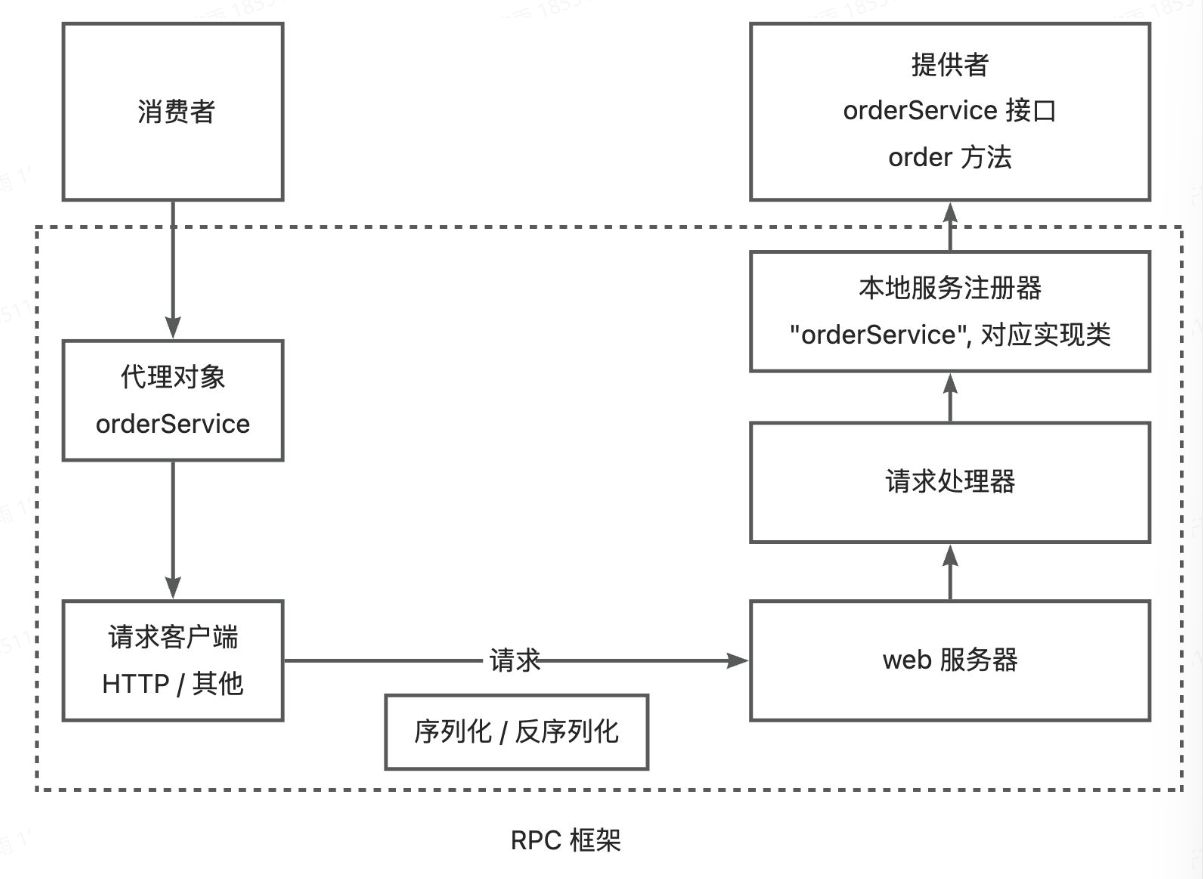 消费者
提供者
orderService 接口
order 方法
本地服务注册器
"orderService", 对应实现类
代理对象
orderService
请求处理器
请求客户端
HTTP / 其他
请求
web 服务器
序列化 / 反序列化
RPC 框架